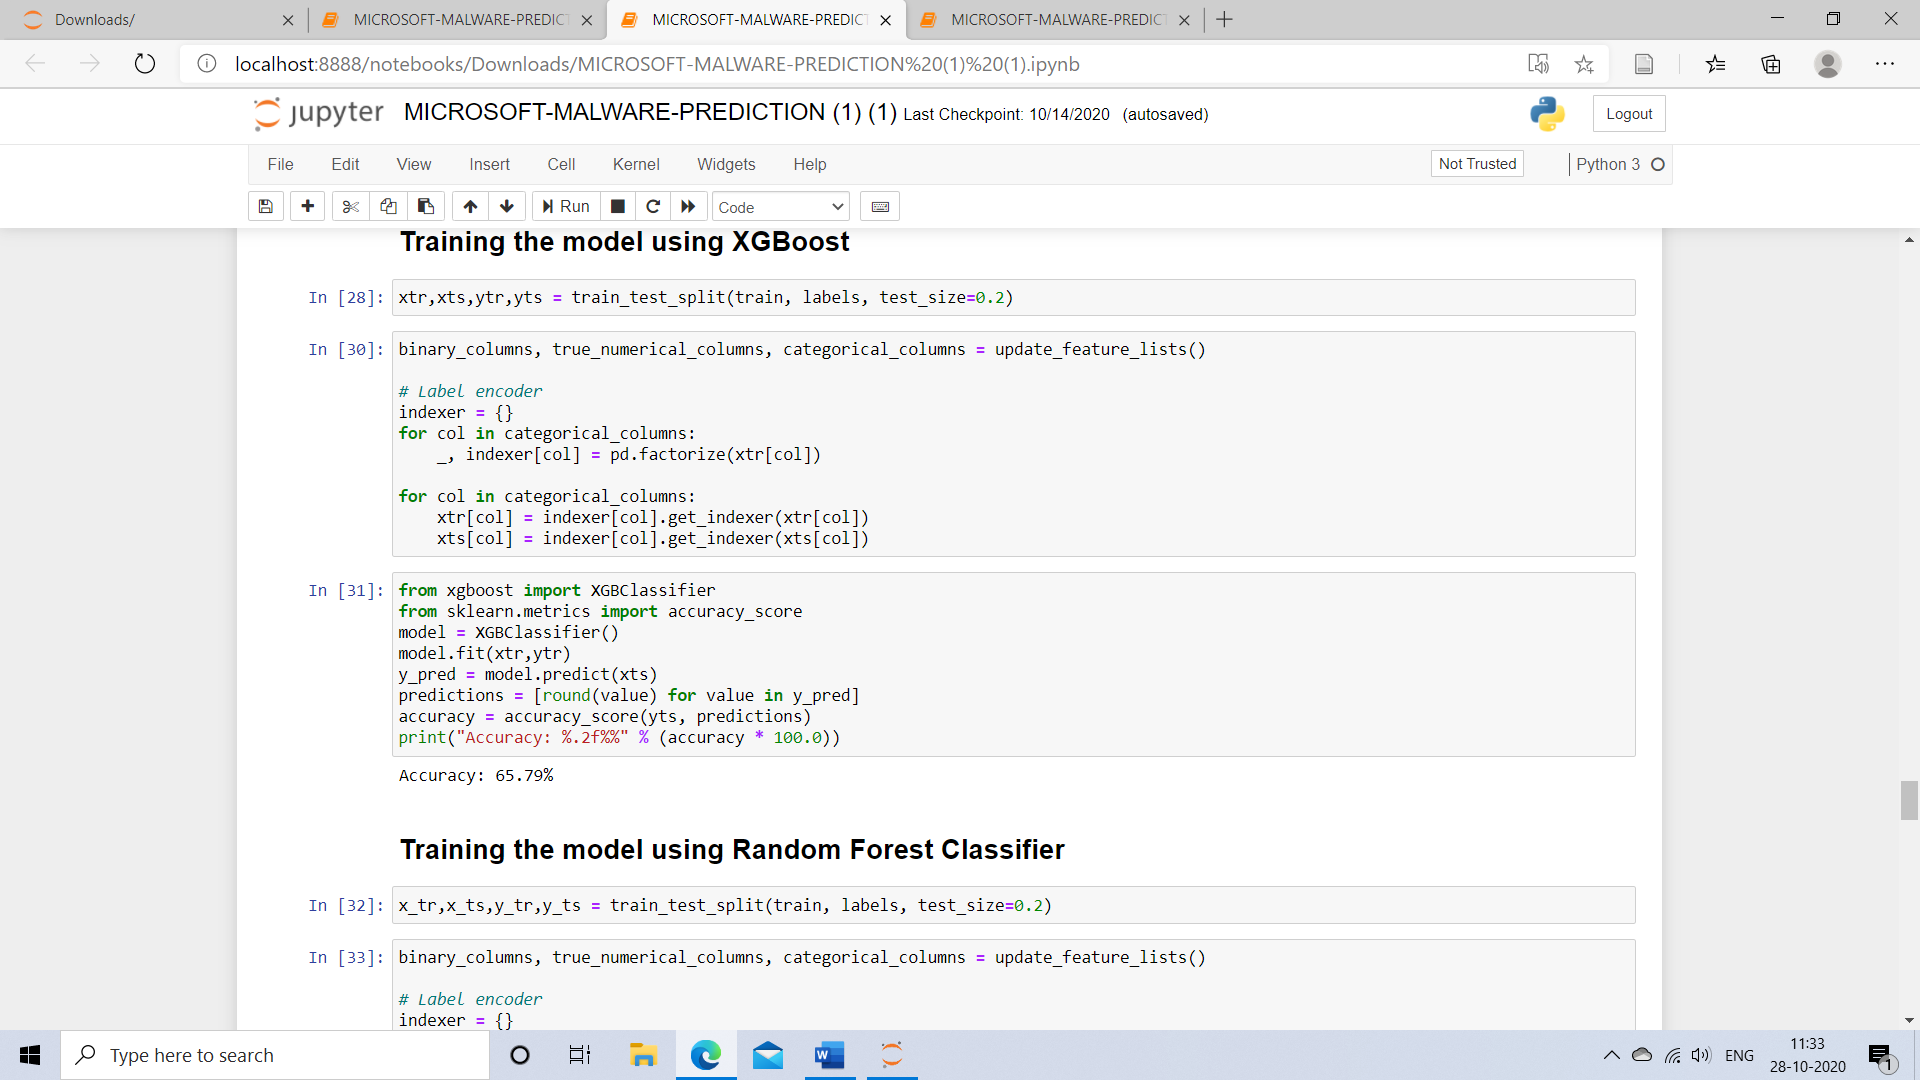 Downloads/
MICROSOFT-MALWARE-PREDICT
MICROSOFT-MALWARE-PREDICT
MICROSOFT-MALWARE-PREDICT
localhost:8888/notebooks/Downloads/MICROSOFT-MALWARE-PREDICTION%20(1)%20(1).ipynb
jupyter MICROSOFT-MALWARE-PREDICTION (1) (1) Last Checkpoint: 10/14/2020 (autosaved)
Logout
File Edit View Insert Cell Kernel Widgets Help
Not Trusted
Python 3
Run
Code
Training the model using XGBoost
In [28]: xtr,xts,ytr,yts = train_test_split(train, labels, test_size=0.2)
In [30]: binary_columns, true_numerical_columns, categorical_columns = update_feature_lists()
# Label encoder
indexer = {}
for col in categorical_columns:
    _, indexer[col] = pd.factorize(xtr[col])
for col in categorical_columns:
    xtr[col] = indexer[col].get_indexer(xtr[col])
    xts[col] = indexer[col].get_indexer(xts[col])
In [31]: from xgboost import XGBClassifier
from sklearn.metrics import accuracy_score
model = XGBClassifier()
model.fit(xtr,ytr)
y_pred = model.predict(xts)
predictions = [round(value) for value in y_pred]
accuracy = accuracy_score(yts, predictions)
print("Accuracy: %.2f%%" % (accuracy * 100.0))
Accuracy: 65.79%
Training the model using Random Forest Classifier
In [32]: x_tr,x_ts,y_tr,y_ts = train_test_split(train, labels, test_size=0.2)
In [33]: binary_columns, true_numerical_columns, categorical_columns = update_feature_lists()
# Label encoder
indexer = {}
Type here to search
W
ENG
11:33
28-10-2020
1